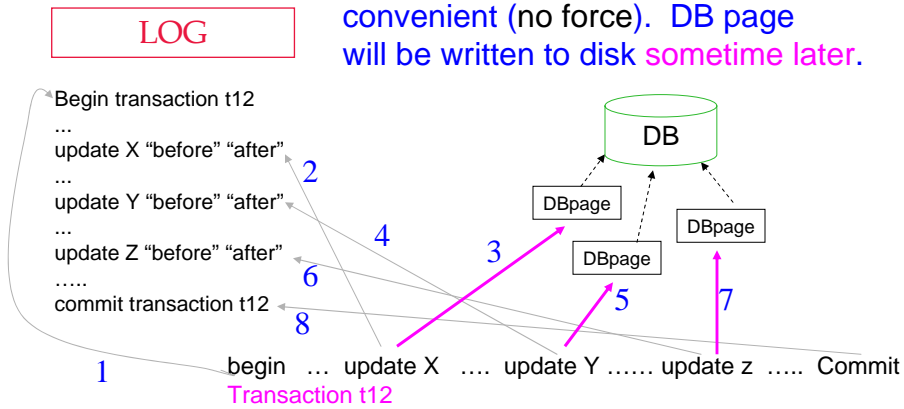 convenient (no force). DB page
will be written to disk sometime later.
LOG
Begin transaction t12
...
update X “before” “after”
...
update Y “before” “after”
...
update Z “before” “after”
…..
commit transaction t12
DB
DBpage
DBpage
DBpage
1
2
3
4
5
6
7
8
begin … update X …. update Y …… update z ….. Commit
Transaction t12